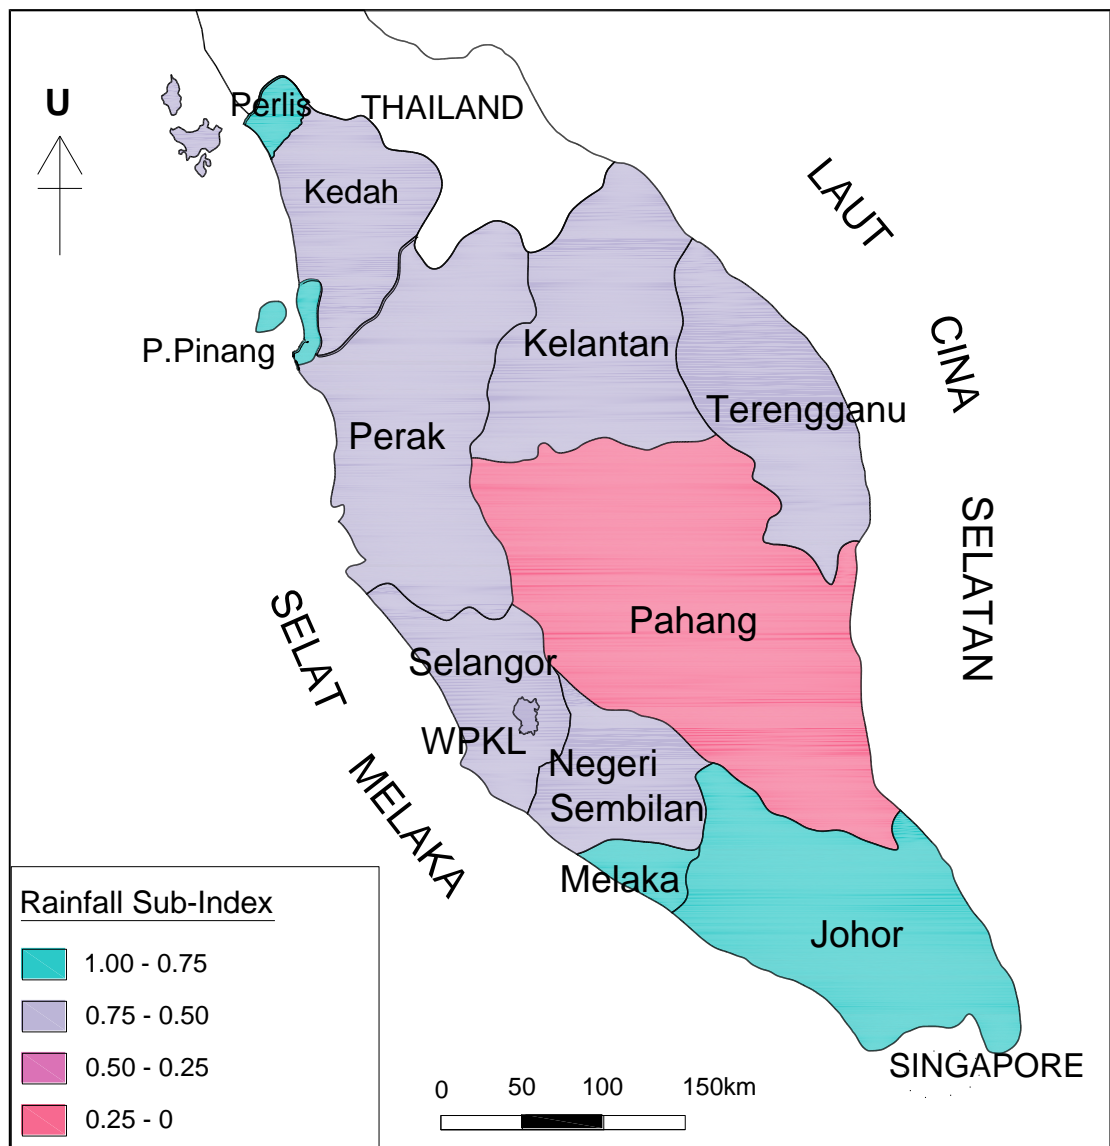 U
Perlis
THAILAND
Kedah
LAUT
CINA
SELATAN
P.Pinang
Kelantan
Terengganu
Perak
Pahang
SELAT
MELAKA
Selangor
WPKL
Negeri
Sembilan
Melaka
Johor
SINGAPORE
Rainfall Sub-Index
1.00 - 0.75
0.75 - 0.50
0.50 - 0.25
0.25 - 0
0 50 100 150km